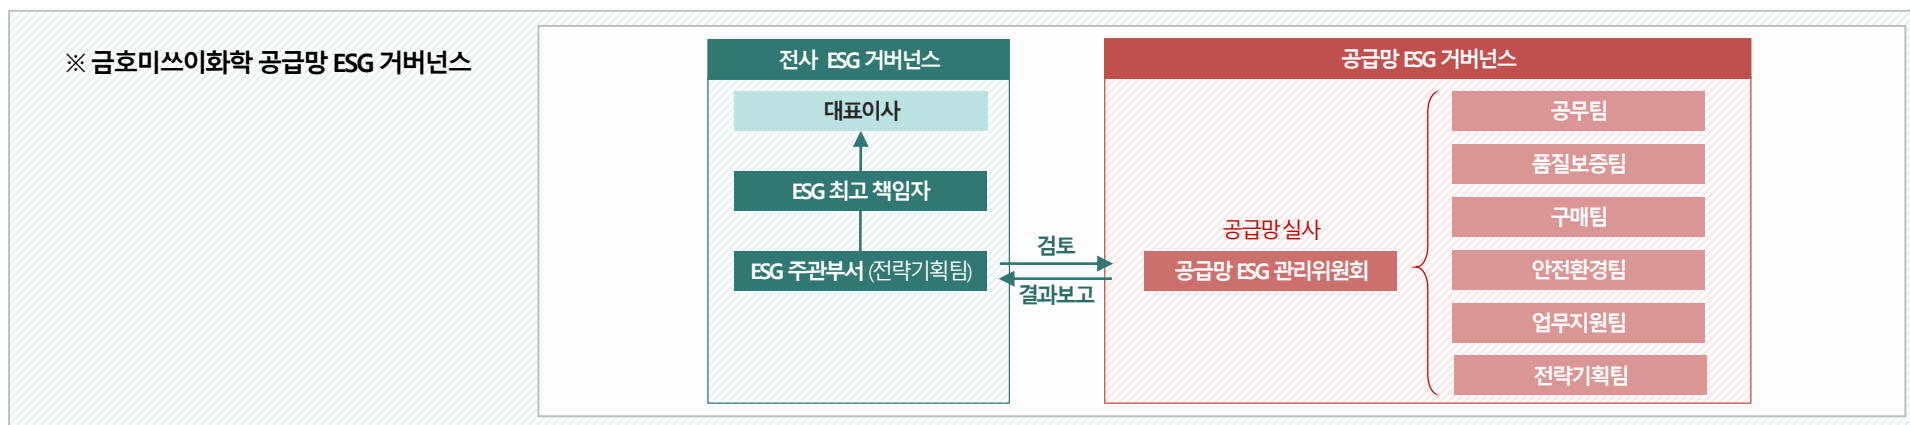 ※ 금호미쓰이화학 공급망 ESG 거버넌스
전사 ESG 거버넌스
대표이사
ESG 최고 책임자
ESG 주관부서 (전략기획팀)
검토
결과보고
공급망 ESG 거버넌스
공급망 실사
공급망 ESG 관리위원회
공무팀
품질보증팀
구매팀
안전환경팀
업무지원팀
전략기획팀